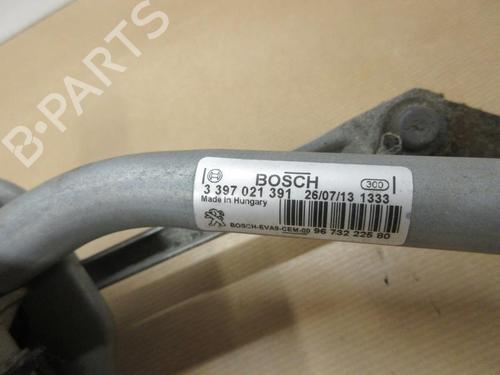 B-PARTS
BOSCH 300
3 397 021 391 26/07/13 1333
Made in Hungary
BOSCH-EVAS-CEM-00 96 732 225 80